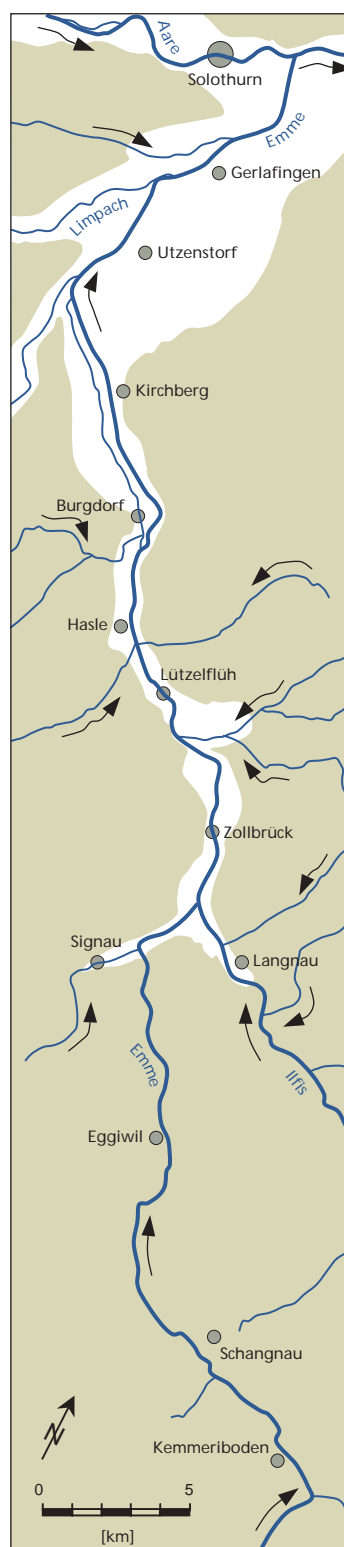 Aare
Solothurn
Emme
Gerlafingen
Limpach
Utzenstorf
Kirchberg
Burgdorf
Hasle
Lützelflüh
Zollbrück
Signau
Langnau
Emme
Ilfis
Eggiwil
Schangnau
N
Kemmeriboden
0 5
[km]